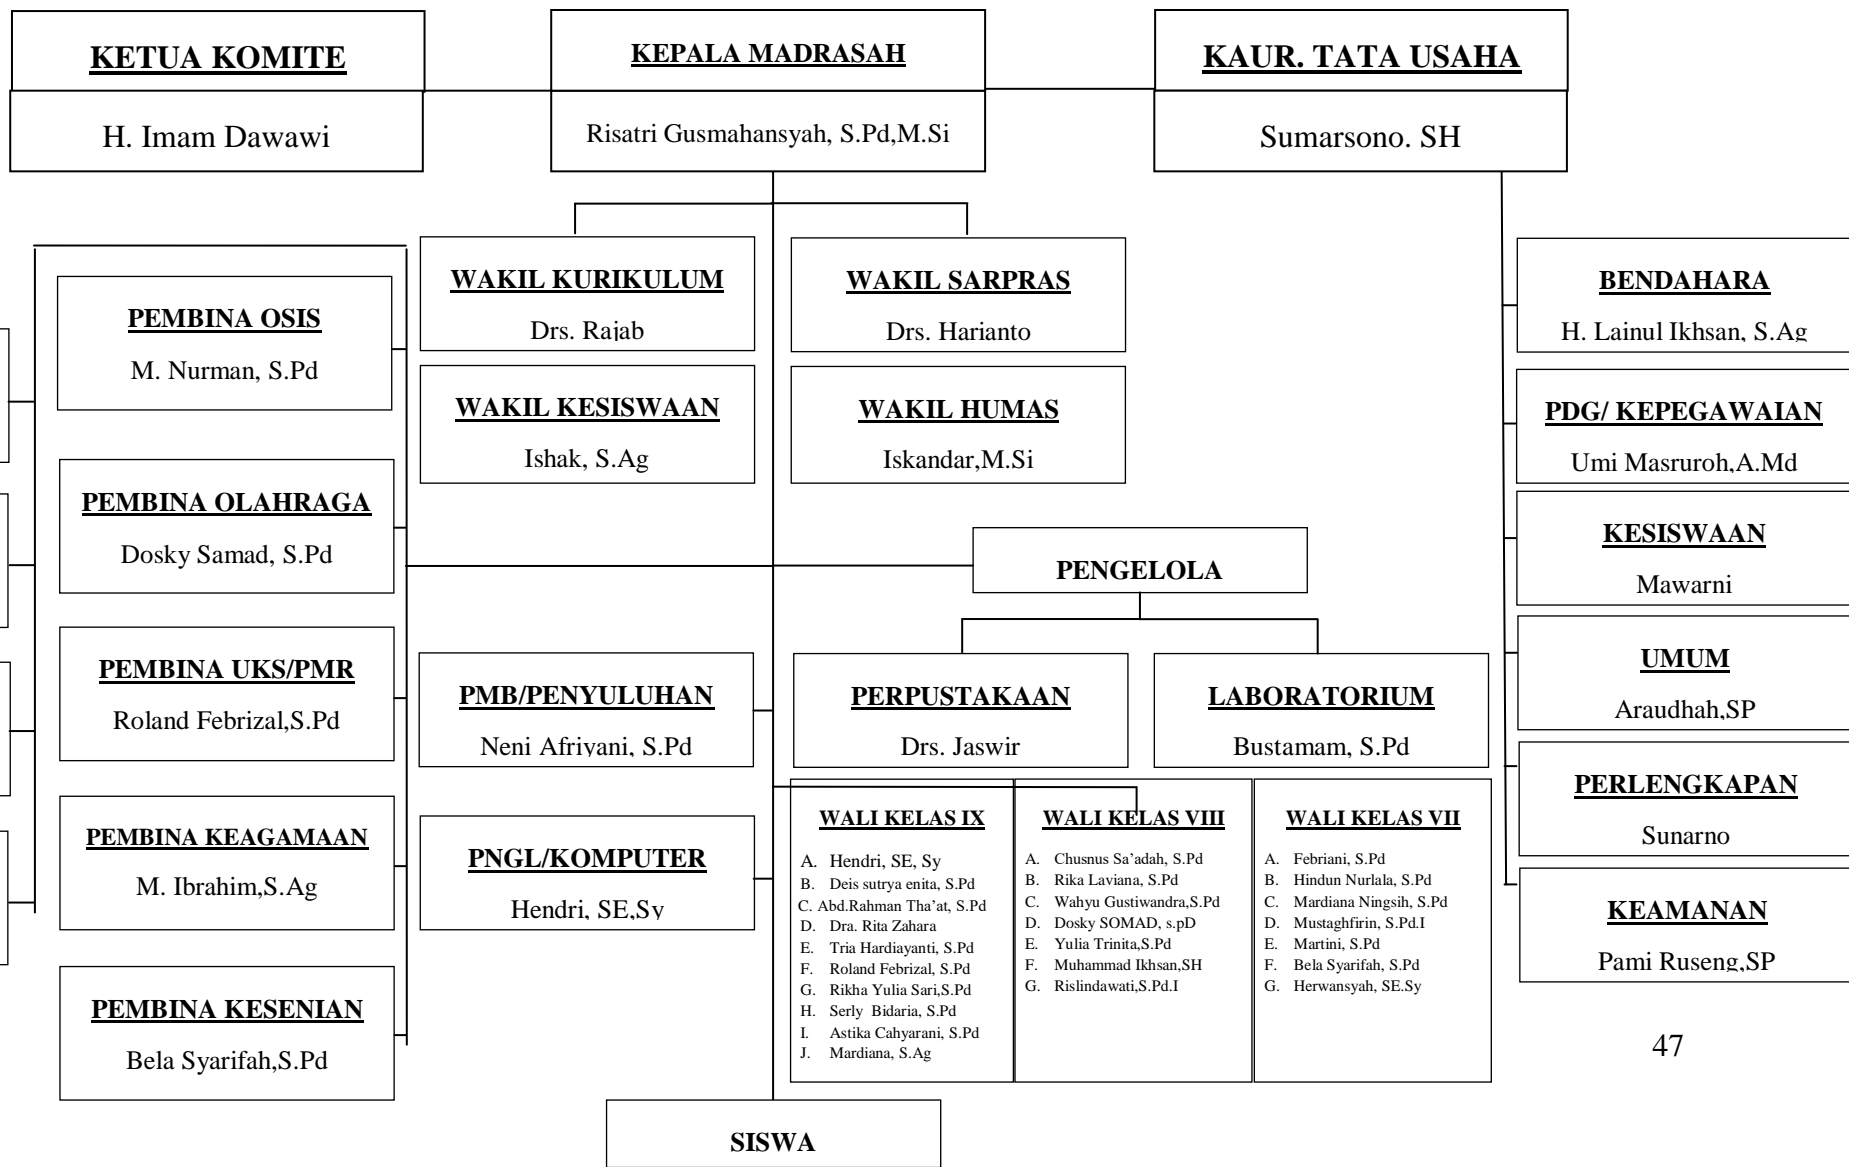 KETUA KOMITE
H. Imam Dawawi
KEPALA MADRASAH
Risatri Gusmahansyah, S.Pd,M.Si
KAUR. TATA USAHA
Sumarsono. SH
PEMBINA OSIS
M. Nurman, S.Pd
PEMBINA OLAHRAGA
Dosky Samad, S.Pd
PEMBINA UKS/PMR
Roland Febrizal,S.Pd
PEMBINA KEAGAMAAN
M. Ibrahim,S.Ag
PEMBINA KESENIAN
Bela Syarifah,S.Pd
WAKIL KURIKULUM
Drs. Rajab
WAKIL KESISWAAN
Ishak, S.Ag
WAKIL SARPRAS
Drs. Harianto
WAKIL HUMAS
Iskandar,M.Si
PENGELOLA
PMB/PENYULUHAN
Neni Afriyani, S.Pd
PNGL/KOMPUTER
Hendri, SE,Sy
PERPUSTAKAAN
Drs. Jaswir
LABORATORIUM
Bustamam, S.Pd
WALI KELAS IX
A. Hendri, SE, Sy
B. Deis sutrya enita, S.Pd
C. Abd.Rahman Tha’at, S.Pd
D. Dra. Rita Zahara
E. Tria Hardiayanti, S.Pd
F. Roland Febrizal, S.Pd
G. Rikha Yulia Sari,S.Pd
H. Serly Bidaria, S.Pd
I. Astika Cahyarani, S.Pd
J. Mardiana, S.Ag
WALI KELAS VIII
A. Chusnus Sa’adah, S.Pd
B. Rika Laviana, S.Pd
C. Wahyu Gustiwandra,S.Pd
D. Dosky SOMAD, s.pD
E. Yulia Trinita,S.Pd
F. Muhammad Ikhsan,SH
G. Rislindawati,S.Pd.I
WALI KELAS VII
A. Febriani, S.Pd
B. Hindun Nurlala, S.Pd
C. Mardiana Ningsih, S.Pd
D. Mustaghfirin, S.Pd.I
E. Martini, S.Pd
F. Bela Syarifah, S.Pd
G. Herwansyah, SE.Sy
BENDAHARA
H. Lainul Ikhsan, S.Ag
PDG/ KEPEGAWAIAN
Umi Masruroh,A.Md
KESISWAAN
Mawarni
UMUM
Araudhah,SP
PERLENGKAPAN
Sunarno
KEAMANAN
Pami Ruseng,SP
47
SISWA